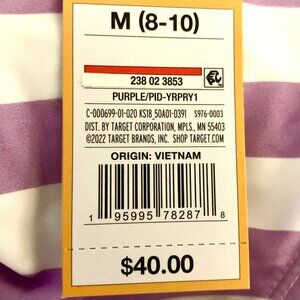 M (8-10)
238 02 3853
PURPLE/PID-YRPRY1
C-000699-01-020 KS18_50A01-0391 S976-0003
DIST. BY TARGET CORPORATION, MPLS., MN 55403
©2022 TARGET BRANDS, INC. SHOP TARGET.COM
ORIGIN: VIETNAM
1 95995 78287 8
$40.00